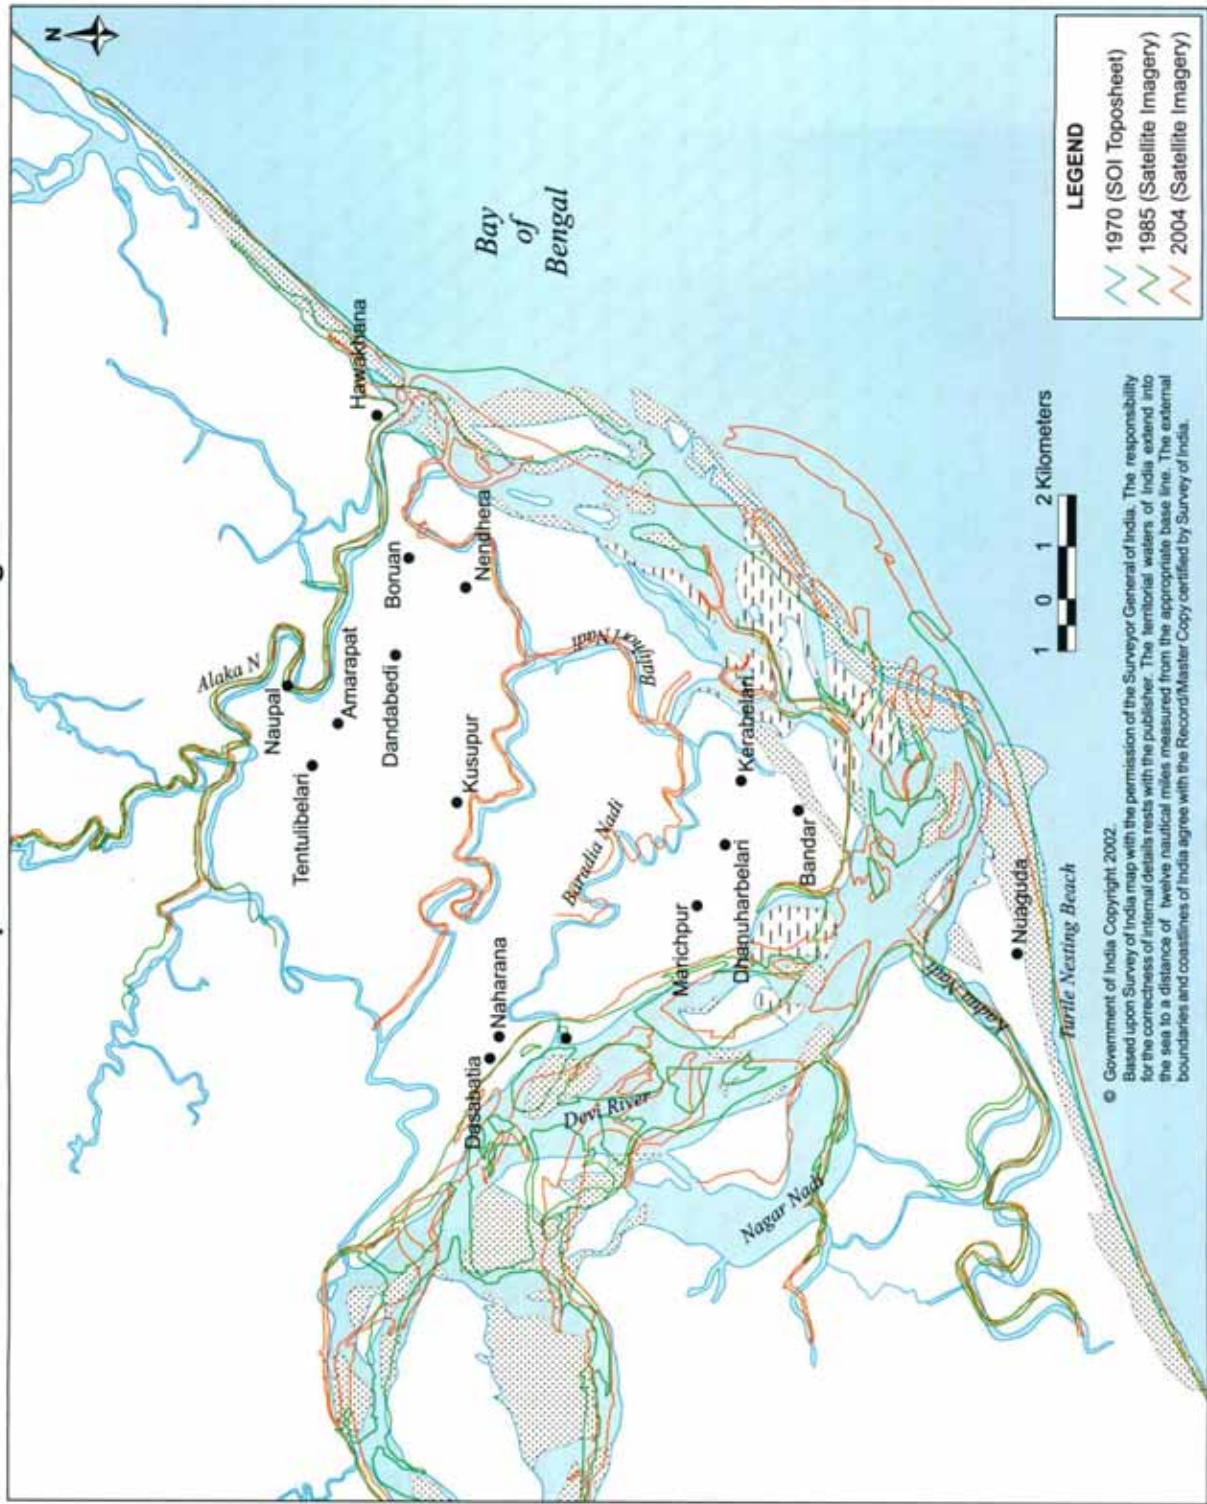 N
Hawakhana
Bay
of
Bengal
Alaka N
Naupal
Amarapat
Boruan
Nendhera
Dandabedi
Tentulibelari
Kusupur
Balijhori Nadi
Baradia Nadi
Kerabelari
Naharana
Dasabatia
Marichpur
Dhanuharbelari
Bandar
Devi River
Nagar Nadi
Kadua Nadi
Nuaguda
Turtle Nesting Beach
1 0 1 2 Kilometers
LEGEND
1970 (SOI Toposheet)
1985 (Satellite Imagery)
2004 (Satellite Imagery)
© Government of India Copyright 2002.
Based upon Survey of India map with the permission of the Surveyor General of India. The responsibility
for the correctness of internal details rests with the publisher. The territorial waters of India extend into
the sea to a distance of twelve nautical miles measured from the appropriate base line. The external
boundaries and coastlines of India agree with the Record/Master Copy certified by Survey of India.